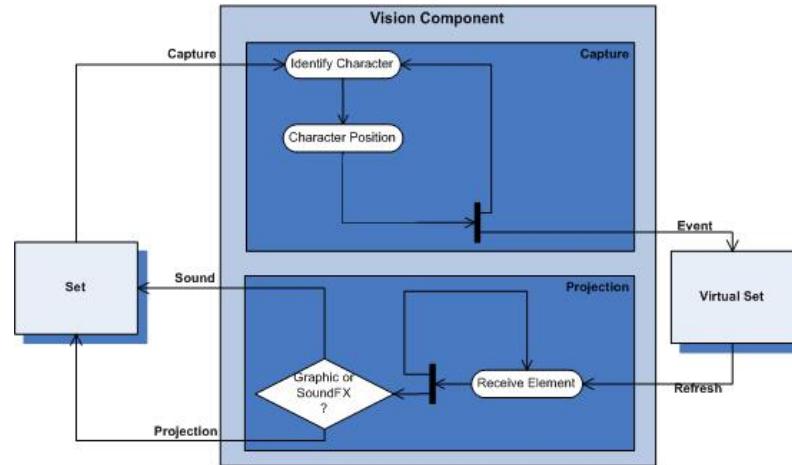 Vision Component
Capture
Capture
Identify Character
Character Position
Event
Set
Sound
Projection
Virtual Set
Graphic or
SoundFX
?
Receive Element
Refresh
Projection